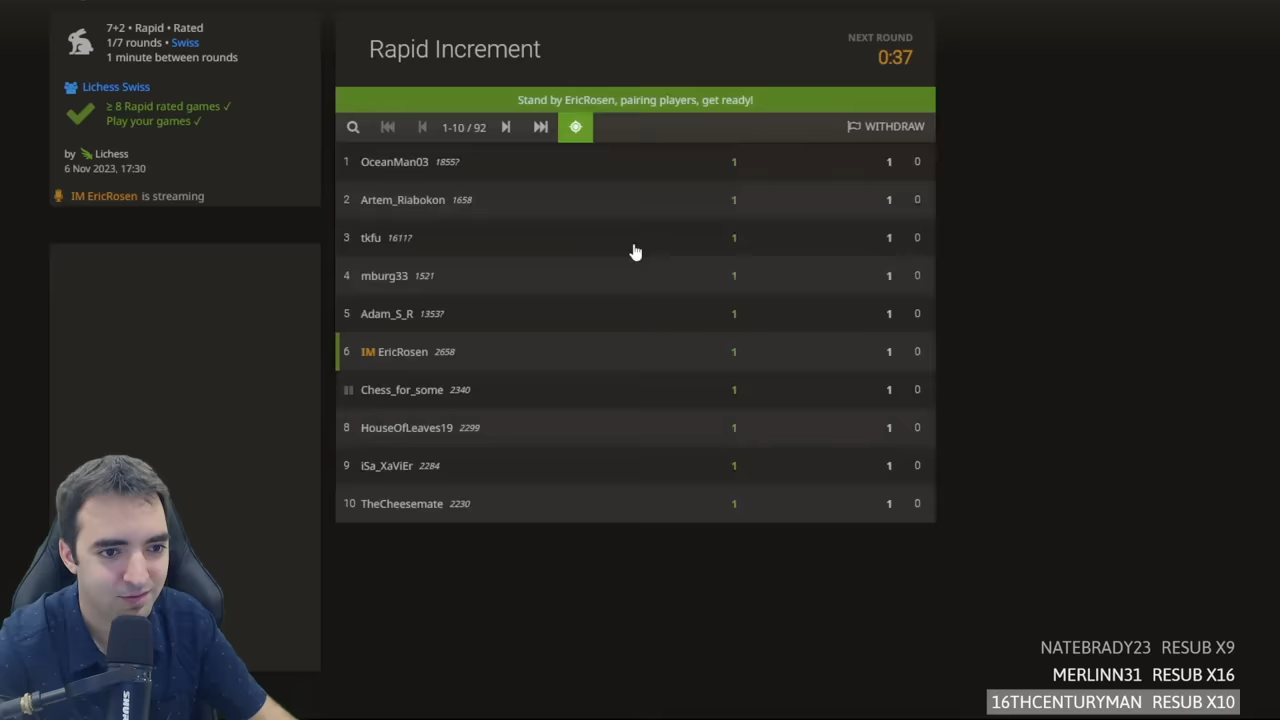 7+2 • Rapid • Rated
1/7 rounds • Swiss
1 minute between rounds
Lichess Swiss
≥ 8 Rapid rated games ✓
Play your games ✓
by Lichess
6 Nov 2023, 17:30
IM EricRosen is streaming
Rapid Increment
NEXT ROUND
0:37
Stand by EricRosen, pairing players, get ready!
1-10 / 92
WITHDRAW
1 OceanMan03 1855? 1 1 0
2 Artem_Riabokon 1658 1 1 0
3 tkfu 1611? 1 1 0
4 mburg33 1521 1 1 0
5 Adam_S_R 1353? 1 1 0
6 IM EricRosen 2658 1 1 0
Chess_for_some 2340 1 1 0
8 HouseOfLeaves19 2299 1 1 0
9 iSa_XaViEr 2284 1 1 0
10 TheCheesemate 2230 1 1 0
SHURE
NATEBRADY23 RESUB X9
MERLINN31 RESUB X16
16THCENTURYMAN RESUB X10